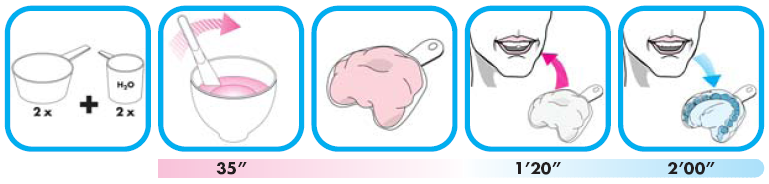 H₂O
2 x + 2 x
35” 1’20” 2’00”